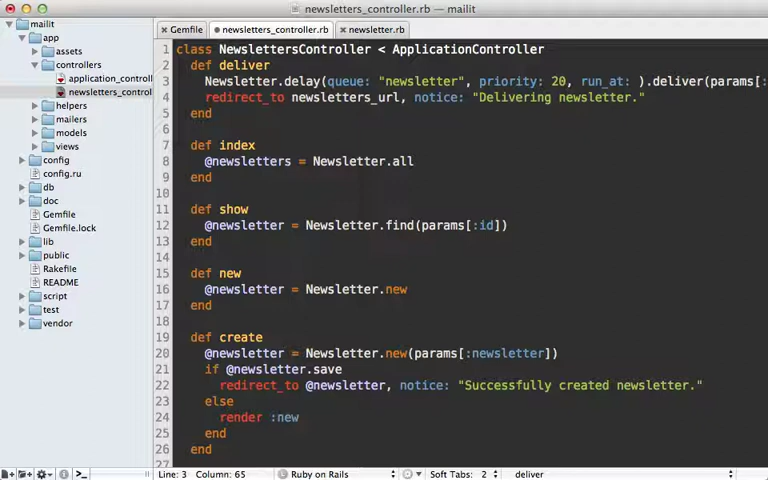 newsletters_controller.rb — mailit
mailit
app
assets
controllers
application_control
newsletters_control
helpers
mailers
models
views
config
config.ru
db
doc
Gemfile
Gemfile.lock
lib
public
Rakefile
README
script
test
vendor
Gemfile
newsletters_controller.rb
newsletter.rb
1 class NewslettersController < ApplicationController
2 def deliver
3 Newsletter.delay(queue: "newsletter", priority: 20, run_at: ).deliver(params[:
4 redirect_to newsletters_url, notice: "Delivering newsletter."
5 end
6
7 def index
8 @newsletters = Newsletter.all
9 end
10
11 def show
12 @newsletter = Newsletter.find(params[:id])
13 end
14
15 def new
16 @newsletter = Newsletter.new
17 end
18
19 def create
20 @newsletter = Newsletter.new(params[:newsletter])
21 if @newsletter.save
22 redirect_to @newsletter, notice: "Successfully created newsletter."
23 else
24 render :new
25 end
26 end
27
Line: 3 Column: 65 Ruby on Rails Soft Tabs: 2 deliver